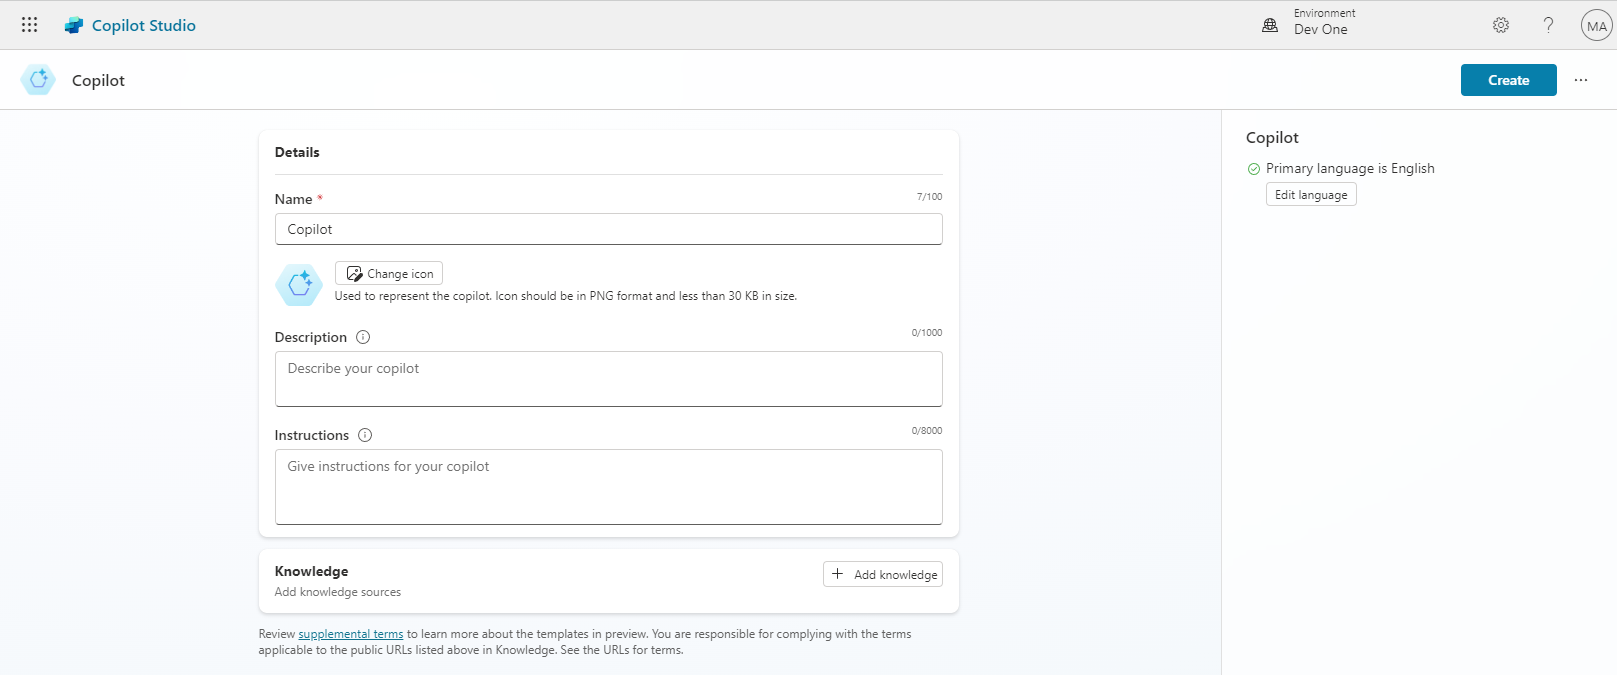 Copilot Studio
Environment
Dev One
?
MA
Copilot
Create
...
Details
Name *
7/100
Copilot
Change icon
Used to represent the copilot. Icon should be in PNG format and less than 30 KB in size.
Description
0/1000
Describe your copilot
Instructions
0/8000
Give instructions for your copilot
Knowledge
Add knowledge sources
+ Add knowledge
Review supplemental terms to learn more about the templates in preview. You are responsible for complying with the terms
applicable to the public URLs listed above in Knowledge. See the URLs for terms.
Copilot
Primary language is English
Edit language